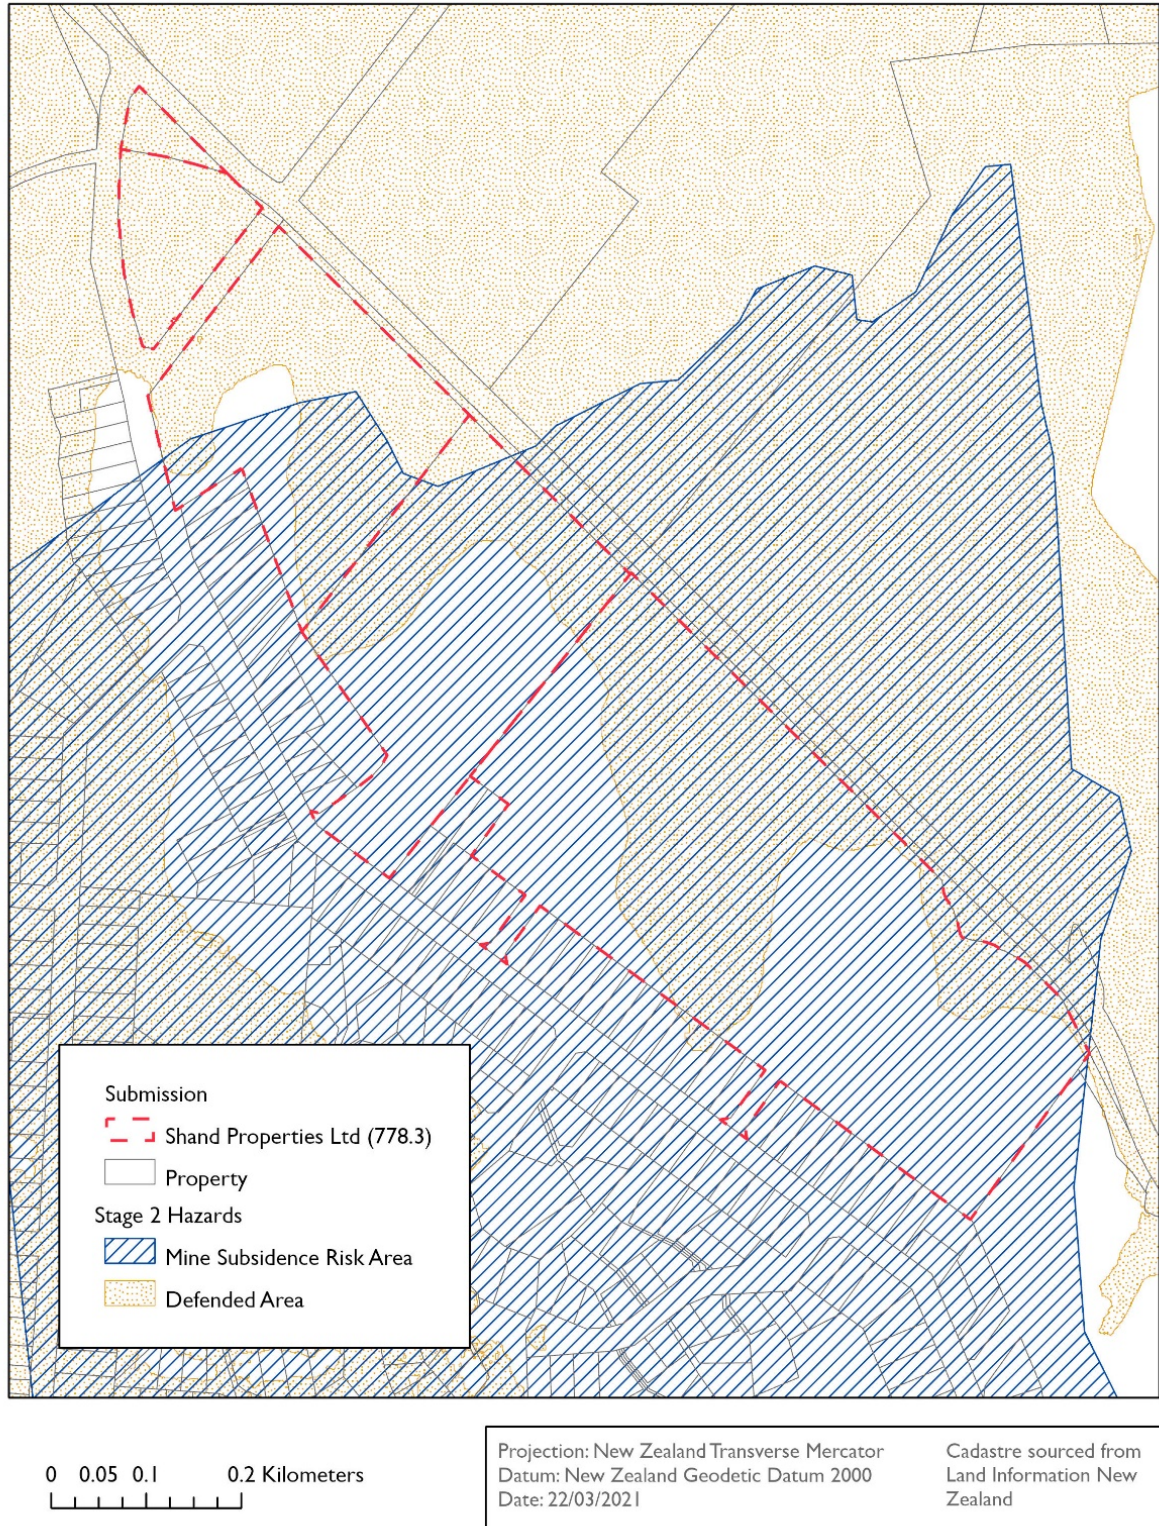 Submission
Shand Properties Ltd (778.3)
Property
Stage 2 Hazards
Mine Subsidence Risk Area
Defended Area
0 0.05 0.1 0.2 Kilometers
Projection: New Zealand Transverse Mercator
Datum: New Zealand Geodetic Datum 2000
Date: 22/03/2021
Cadastre sourced from
Land Information New
Zealand